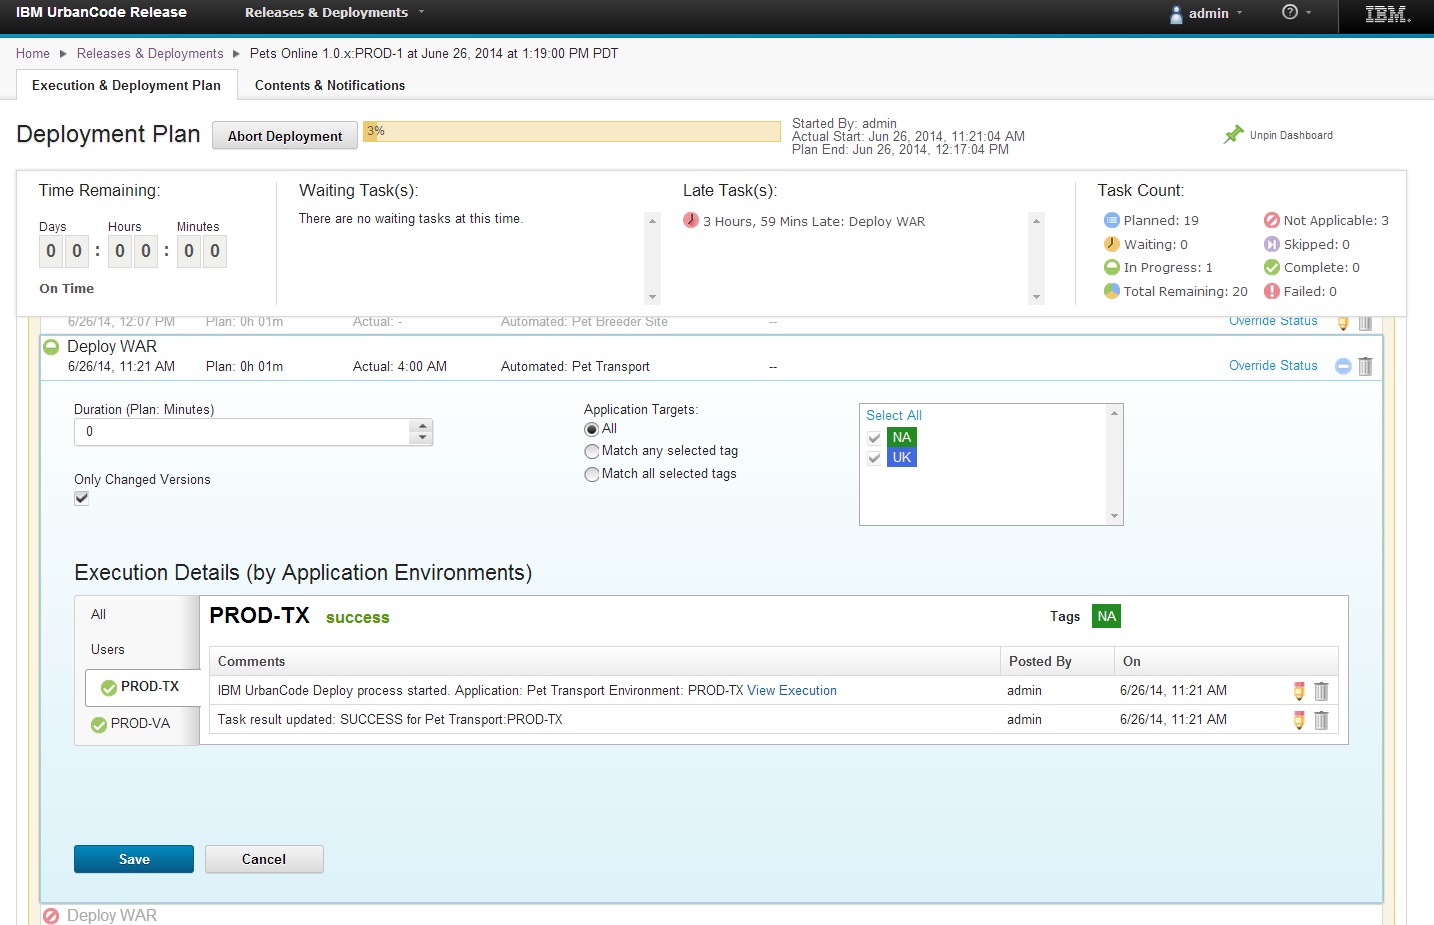 IBM UrbanCode Release Releases & Deployments admin IBM
Home Releases & Deployments Pets Online 1.0.x:PROD-1 at June 26, 2014 at 1:19:00 PM PDT
Execution & Deployment Plan Contents & Notifications
Deployment Plan Abort Deployment 3%
Started By: admin
Actual Start: Jun 26, 2014, 11:21:04 AM
Plan End: Jun 26, 2014, 12:17:04 PM
Unpin Dashboard
Time Remaining:
Days Hours Minutes
0 0 : 0 0 : 0 0
On Time
Waiting Task(s):
There are no waiting tasks at this time.
Late Task(s):
3 Hours, 59 Mins Late: Deploy WAR
Task Count:
Planned: 19 Not Applicable: 3
Waiting: 0 Skipped: 0
In Progress: 1 Complete: 0
Total Remaining: 20 Failed: 0
6/26/14, 12:07 PM Plan: 0h 01m Actual: - Automated: Pet Breeder Site -- Override Status
Deploy WAR
6/26/14, 11:21 AM Plan: 0h 01m Actual: 4:00 AM Automated: Pet Transport -- Override Status
Duration (Plan: Minutes)
0
Only Changed Versions
Application Targets:
All
Match any selected tag
Match all selected tags
Select All
NA
UK
Execution Details (by Application Environments)
All
Users
PROD-TX
PROD-VA
PROD-TX success Tags NA
Comments Posted By On
IBM UrbanCode Deploy process started. Application: Pet Transport Environment: PROD-TX View Execution admin 6/26/14, 11:21 AM
Task result updated: SUCCESS for Pet Transport:PROD-TX admin 6/26/14, 11:21 AM
Save Cancel
Deploy WAR